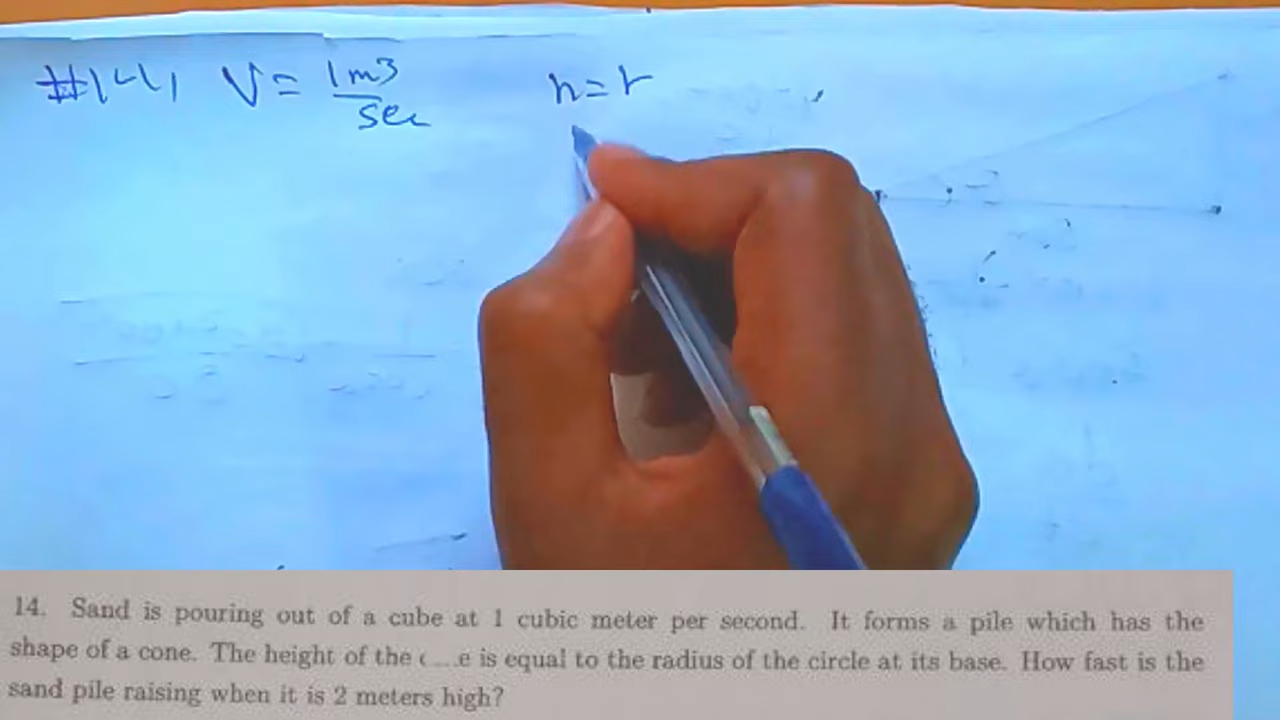 #14, V = 1m3
sec
h=r
14. Sand is pouring out of a cube at 1 cubic meter per second. It forms a pile which has the
shape of a cone. The height of the c...e is equal to the radius of the circle at its base. How fast is the
sand pile raising when it is 2 meters high?